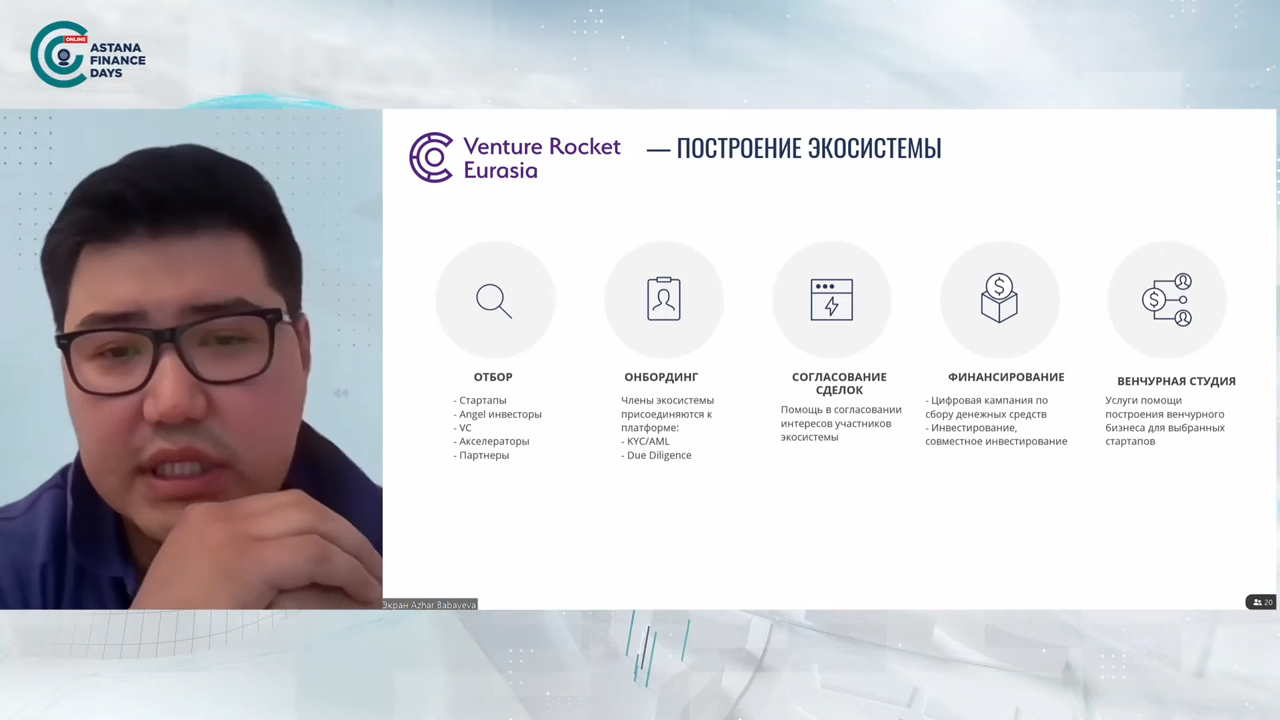 ONLINE
ASTANA
FINANCE
DAYS
Venture Rocket
Eurasia
— ПОСТРОЕНИЕ ЭКОСИСТЕМЫ
ОТБОР
- Стартапы
- Angel инвесторы
- VC
- Акселераторы
- Партнеры
ОНБОРДИНГ
Члены экосистемы
присоединяются к
платформе:
- KYC/AML
- Due Diligence
СОГЛАСОВАНИЕ
СДЕЛОК
Помощь в согласовании
интересов участников
экосистемы
ФИНАНСИРОВАНИЕ
- Цифровая кампания по
сбору денежных средств
- Инвестирование,
совместное инвестирование
ВЕНЧУРНАЯ СТУДИЯ
Услуги помощи
построения венчурного
бизнеса для выбранных
стартапов
Экран Azhar Babayeva
20